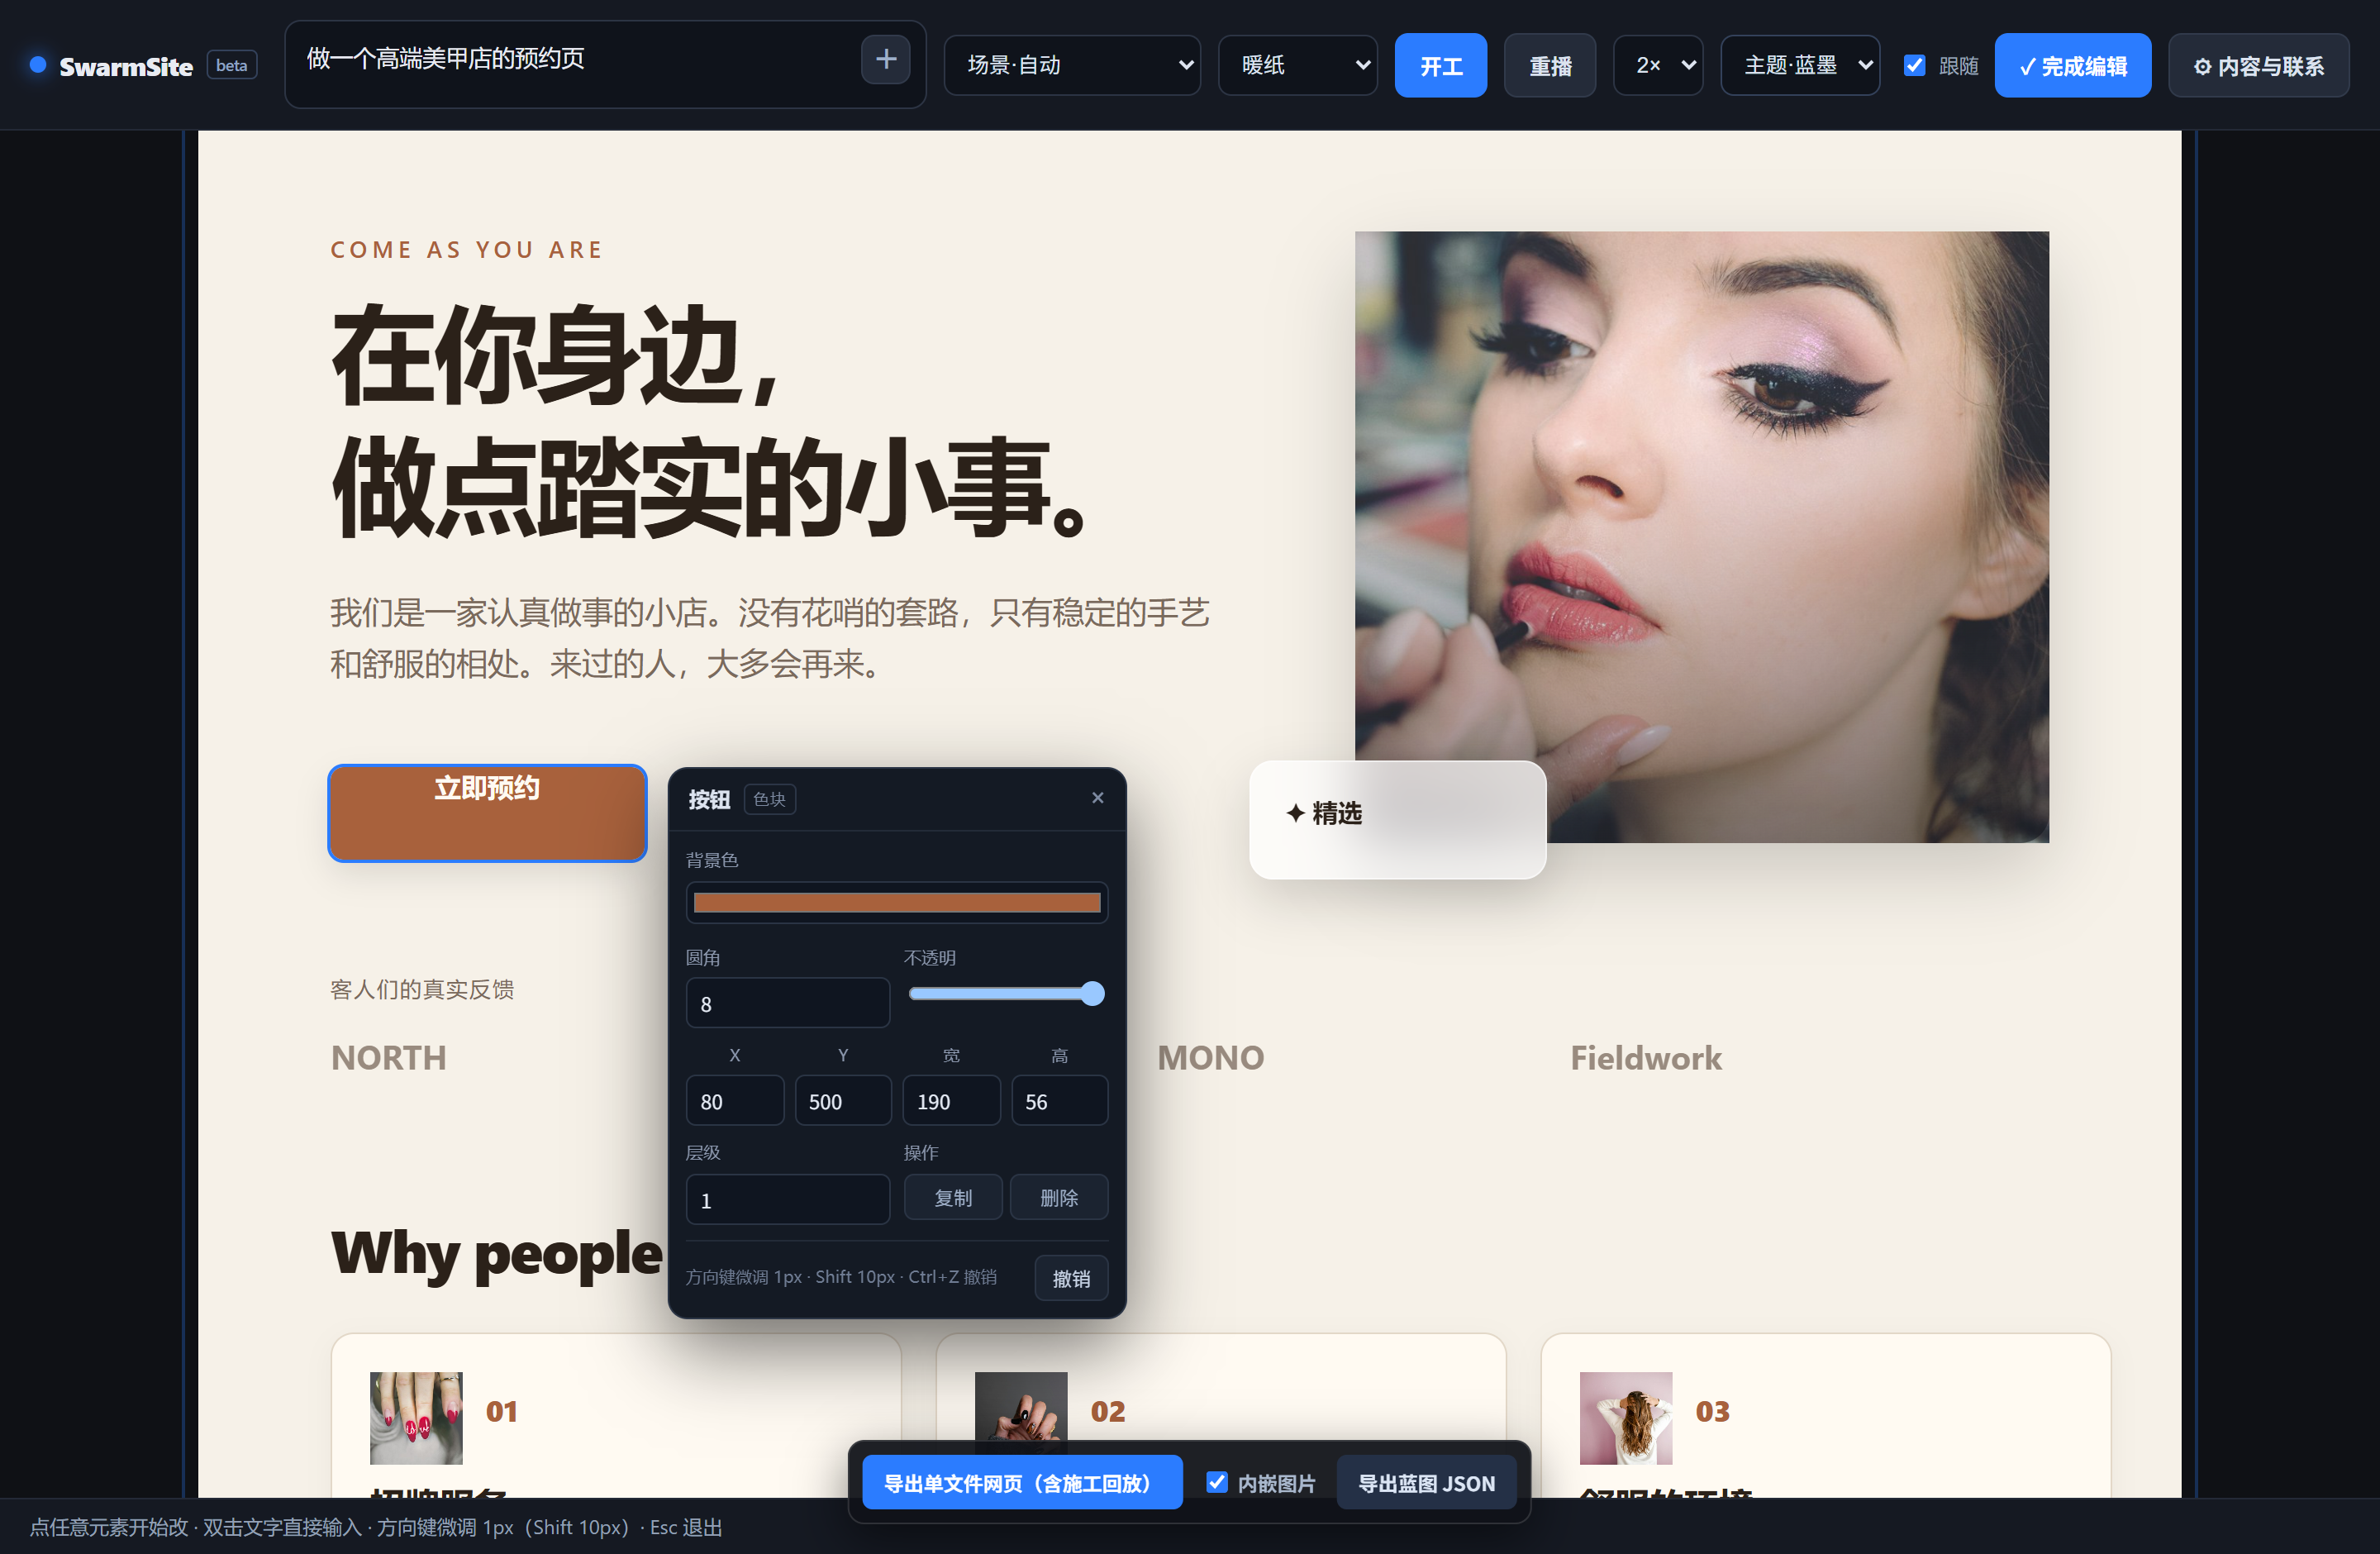 SwarmSite beta
做一个高端美甲店的预约页
+
场景·自动
暖纸
开工
重播
2×
主题·蓝墨
跟随
✓ 完成编辑
⚙ 内容与联系
COME AS YOU ARE
在你身边，
做点踏实的小事。
我们是一家认真做事的小店。没有花哨的套路，只有稳定的手艺
和舒服的相处。来过的人，大多会再来。
立即预约
✦ 精选
按钮 色块 ×
背景色
圆角 不透明
8
X Y 宽 高
80 500 190 56
层级 操作
1 复制 删除
方向键微调 1px · Shift 10px · Ctrl+Z 撤销 撤销
客人们的真实反馈
NORTH
MONO
Fieldwork
Why people
01
02
03
导出单文件网页（含施工回放）
内嵌图片
导出蓝图 JSON
点任意元素开始改 · 双击文字直接输入 · 方向键微调 1px（Shift 10px）· Esc 退出